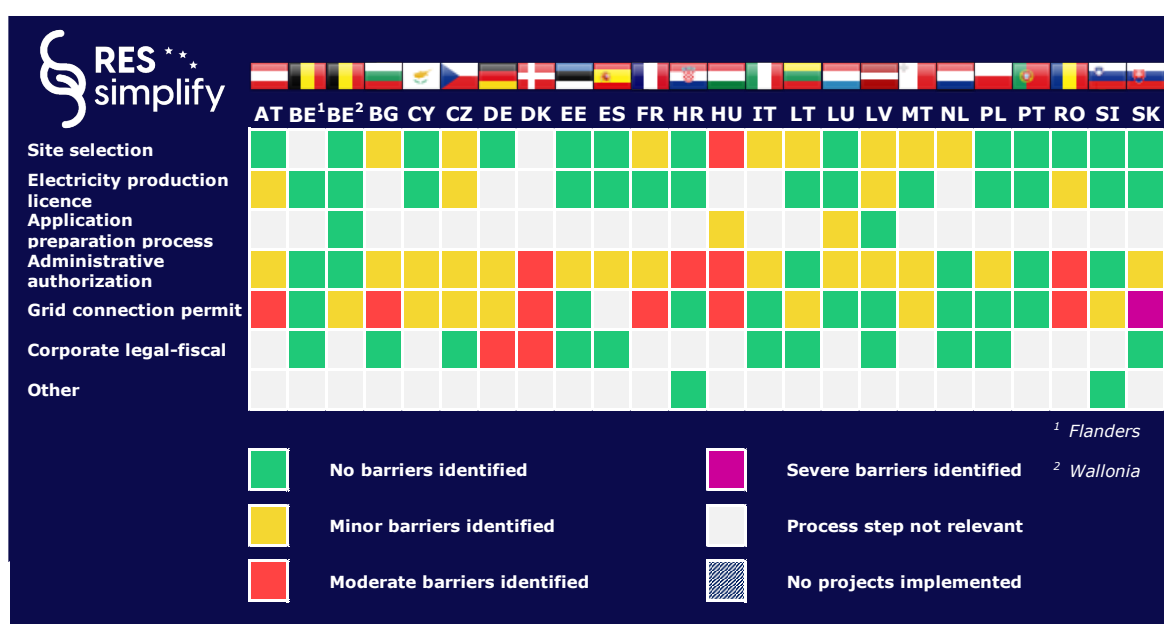 RES
simplify
AT BE¹ BE² BG CY CZ DE DK EE ES FR HR HU IT LT LU LV MT NL PL PT RO SI SK
Site selection
Electricity production
licence
Application
preparation process
Administrative
authorization
Grid connection permit
Corporate legal-fiscal
Other
¹ Flanders
² Wallonia
No barriers identified
Severe barriers identified
Minor barriers identified
Process step not relevant
Moderate barriers identified
No projects implemented